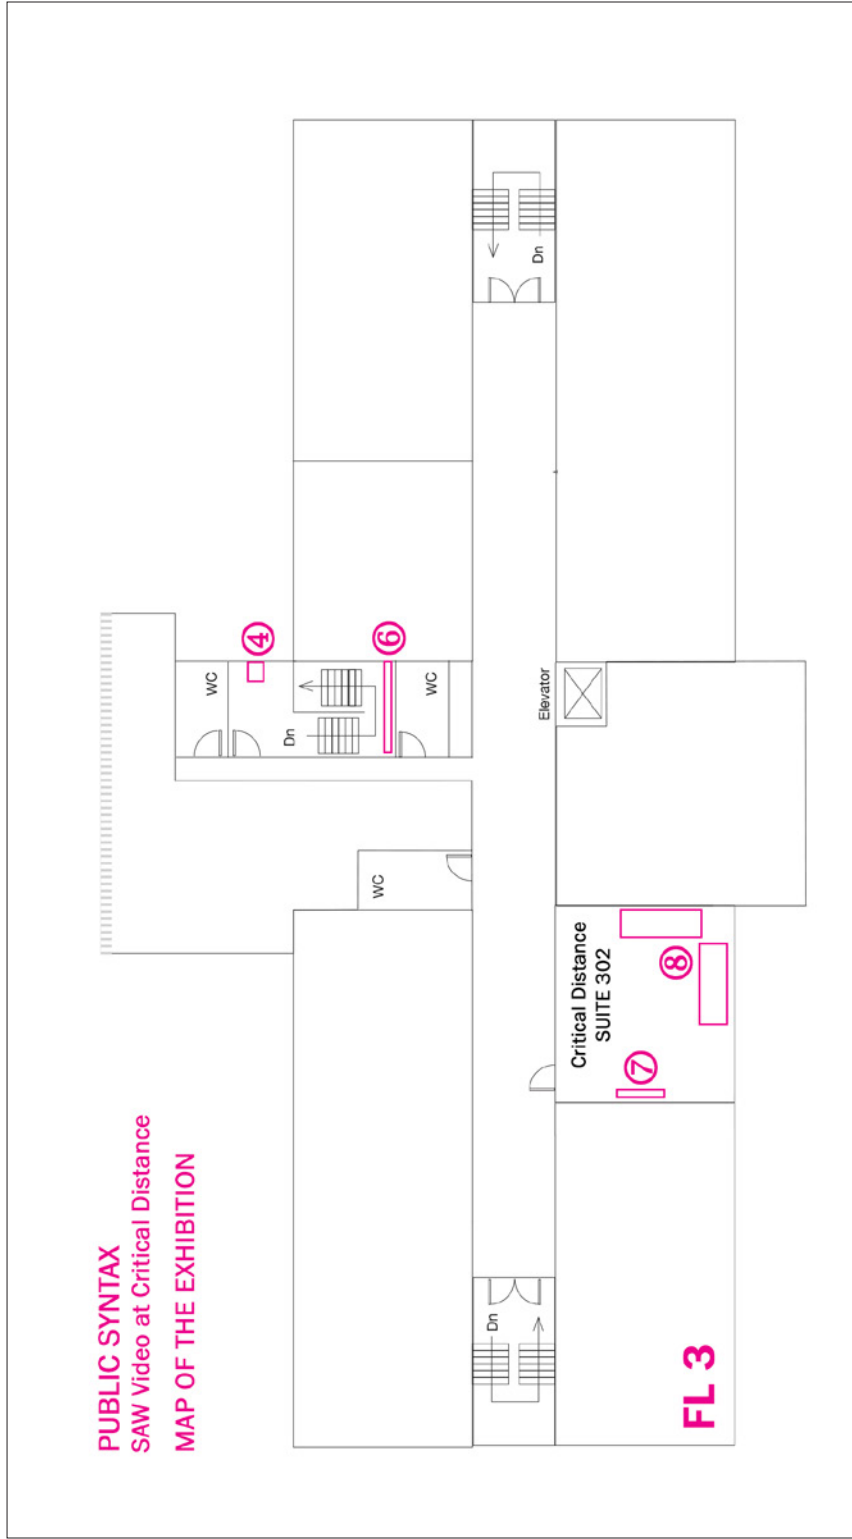 PUBLIC SYNTAX
SAW Video at Critical Distance
MAP OF THE EXHIBITION
WC
④
Dn
⑥
WC
WC
Dn
Elevator
Dn
Critical Distance
SUITE 302
⑦
⑧
FL 3